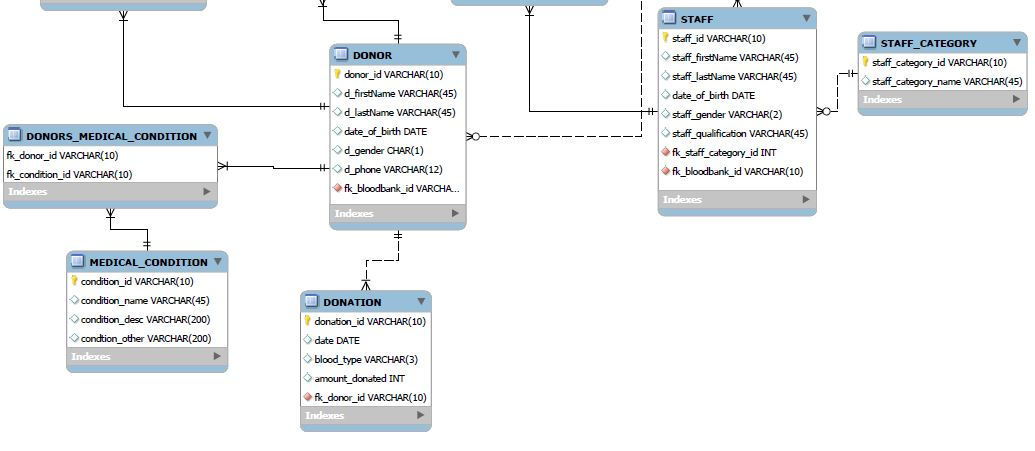 DONOR
donor_id VARCHAR(10)
d_firstName VARCHAR(45)
d_lastName VARCHAR(45)
date_of_birth DATE
d_gender CHAR(1)
d_phone VARCHAR(12)
fk_bloodbank_id VARCHA...
Indexes
STAFF
staff_id VARCHAR(10)
staff_firstName VARCHAR(45)
staff_lastName VARCHAR(45)
date_of_birth DATE
staff_gender VARCHAR(2)
staff_qualification VARCHAR(45)
fk_staff_category_id INT
fk_bloodbank_id VARCHAR(10)
Indexes
STAFF_CATEGORY
staff_category_id VARCHAR(10)
staff_category_name VARCHAR(45)
Indexes
DONORS_MEDICAL_CONDITION
fk_donor_id VARCHAR(10)
fk_condition_id VARCHAR(10)
Indexes
MEDICAL_CONDITION
condition_id VARCHAR(10)
condition_name VARCHAR(45)
condition_desc VARCHAR(200)
condtion_other VARCHAR(200)
Indexes
DONATION
donation_id VARCHAR(10)
date DATE
blood_type VARCHAR(3)
amount_donated INT
fk_donor_id VARCHAR(10)
Indexes